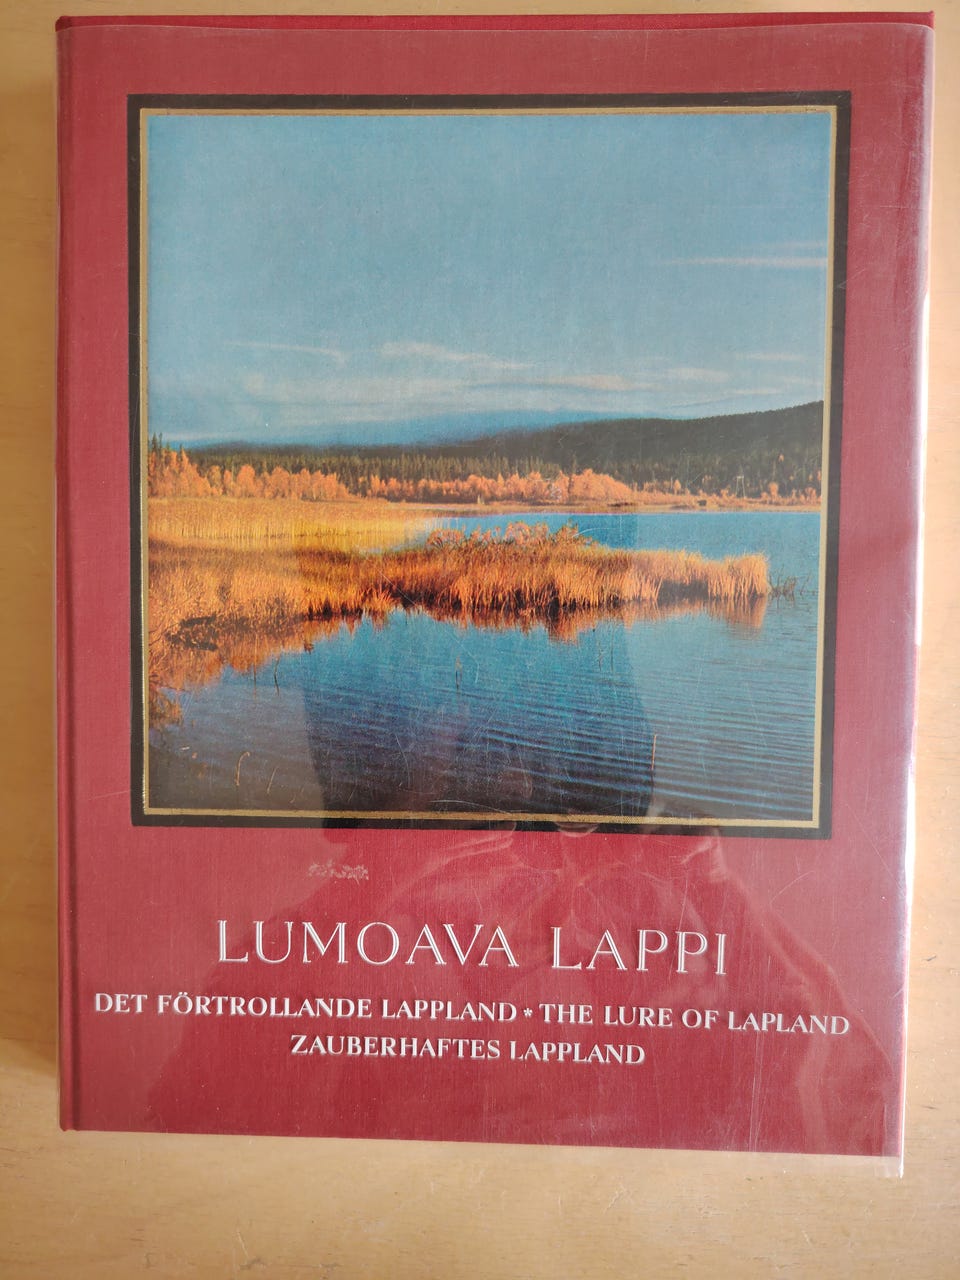 LUMOAVA LAPPI
DET FÖRTROLLANDE LAPPLAND * THE LURE OF LAPLAND
ZAUBERHAFTES LAPPLAND